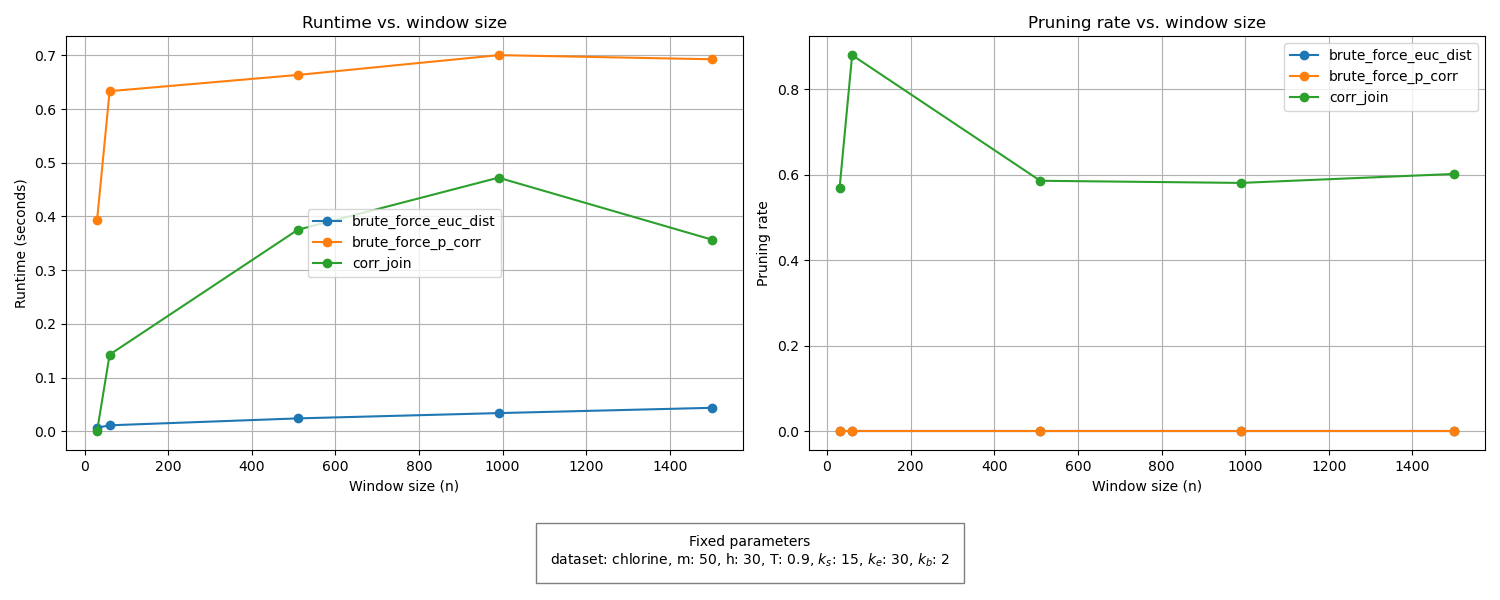 Runtime vs. window size
0.7
0.6
0.5
0.4
0.3
0.2
0.1
0.0
Runtime (seconds)
brute_force_euc_dist
brute_force_p_corr
corr_join
0 200 400 600 800 1000 1200 1400
Window size (n)
Pruning rate vs. window size
0.8
0.6
0.4
0.2
0.0
Pruning rate
brute_force_euc_dist
brute_force_p_corr
corr_join
0 200 400 600 800 1000 1200 1400
Window size (n)
Fixed parameters
dataset: chlorine, m: 50, h: 30, T: 0.9, k_s: 15, k_e: 30, k_b: 2